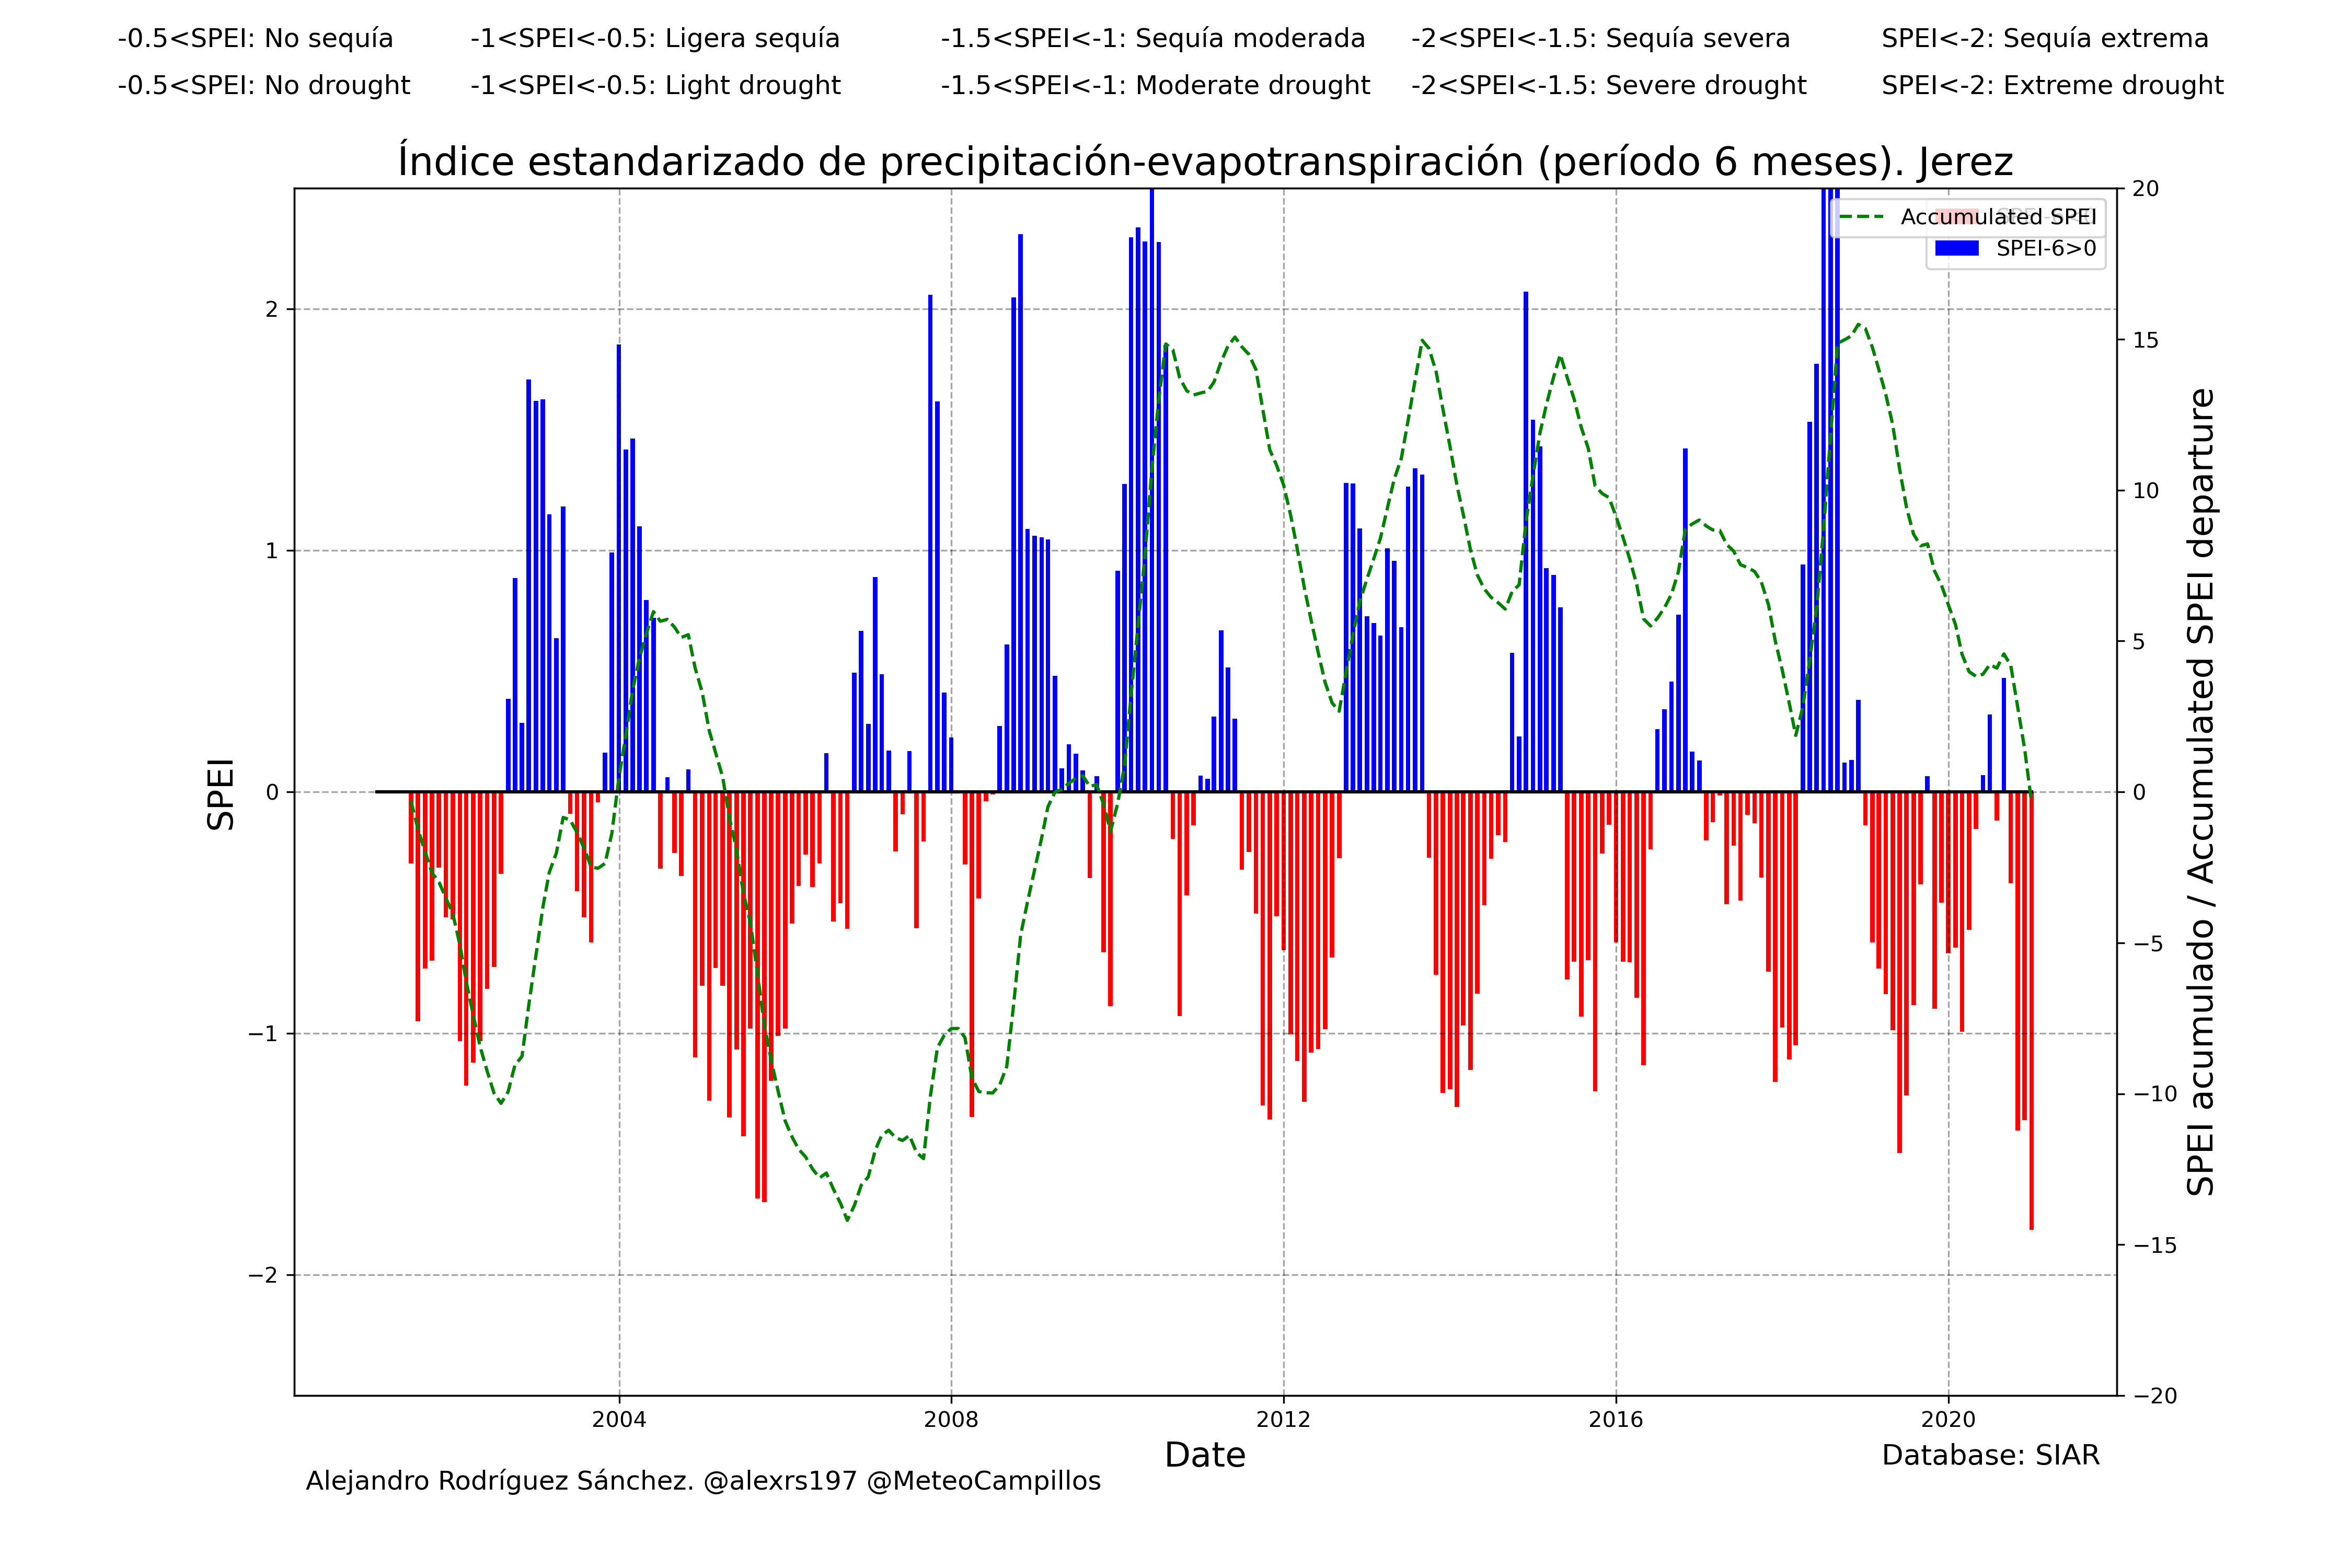 -0.5<SPEI: No sequía -1<SPEI<-0.5: Ligera sequía -1.5<SPEI<-1: Sequía moderada -2<SPEI<-1.5: Sequía severa SPEI<-2: Sequía extrema
-0.5<SPEI: No drought -1<SPEI<-0.5: Light drought -1.5<SPEI<-1: Moderate drought -2<SPEI<-1.5: Severe drought SPEI<-2: Extreme drought
Índice estandarizado de precipitación-evapotranspiración (período 6 meses). Jerez
Accumulated SPEI
SPEI-6>0
SPEI
2
1
0
−1
−2
20
15
10
5
0
−5
−10
−15
−20
SPEI acumulado / Accumulated SPEI departure
2004 2008 2012 2016 2020
Date
Database: SIAR
Alejandro Rodríguez Sánchez. @alexrs197 @MeteoCampillos